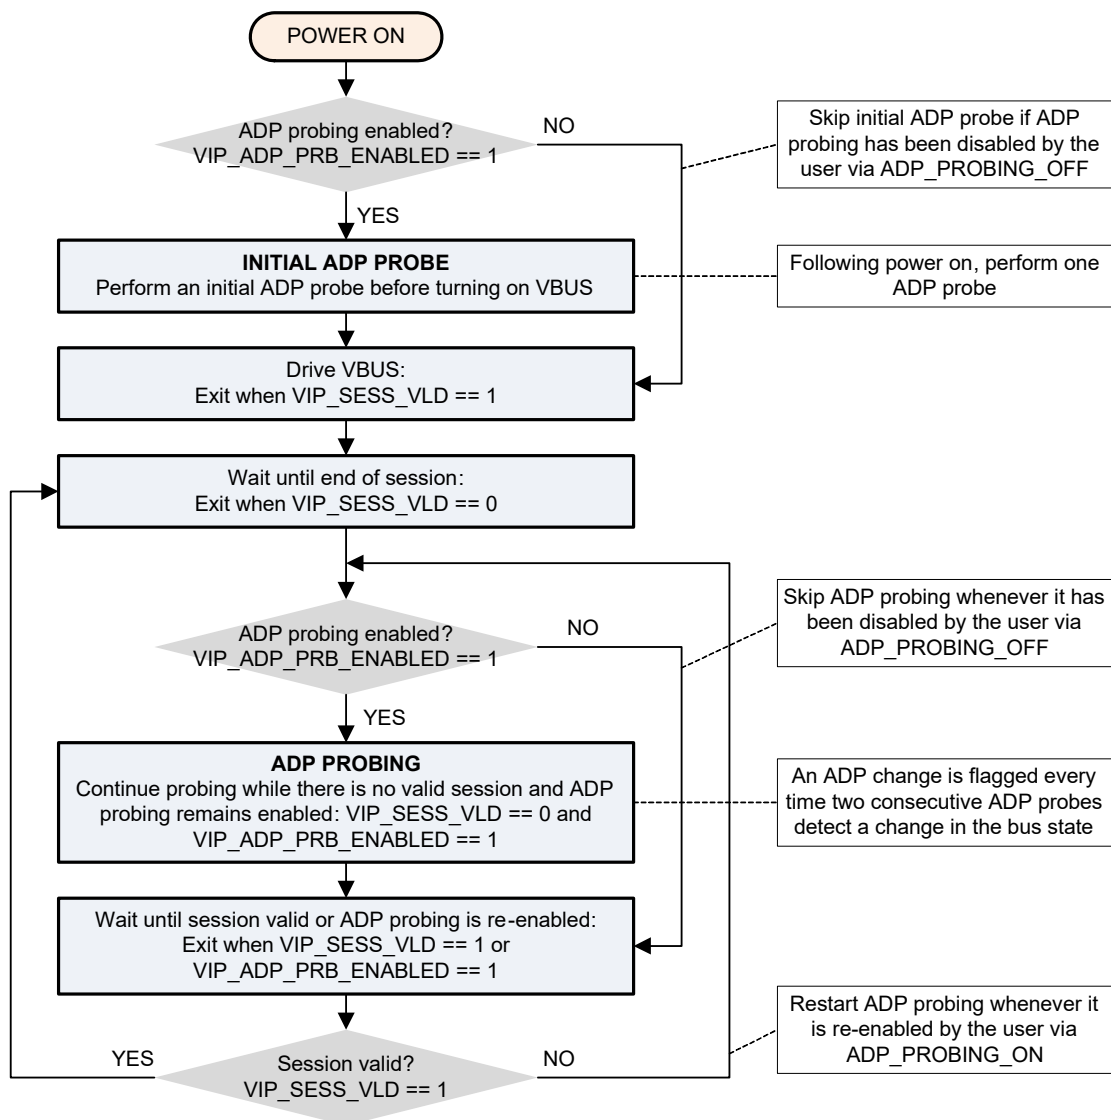 POWER ON
ADP probing enabled?
VIP_ADP_PRB_ENABLED == 1
NO
YES
Skip initial ADP probe if ADP
probing has been disabled by the
user via ADP_PROBING_OFF
INITIAL ADP PROBE
Perform an initial ADP probe before turning on VBUS
Following power on, perform one
ADP probe
Drive VBUS:
Exit when VIP_SESS_VLD == 1
Wait until end of session:
Exit when VIP_SESS_VLD == 0
ADP probing enabled?
VIP_ADP_PRB_ENABLED == 1
NO
YES
Skip ADP probing whenever it has
been disabled by the user via
ADP_PROBING_OFF
ADP PROBING
Continue probing while there is no valid session and ADP
probing remains enabled: VIP_SESS_VLD == 0 and
VIP_ADP_PRB_ENABLED == 1
An ADP change is flagged every
time two consecutive ADP probes
detect a change in the bus state
Wait until session valid or ADP probing is re-enabled:
Exit when VIP_SESS_VLD == 1 or
VIP_ADP_PRB_ENABLED == 1
YES
Session valid?
VIP_SESS_VLD == 1
NO
Restart ADP probing whenever it
is re-enabled by the user via
ADP_PROBING_ON